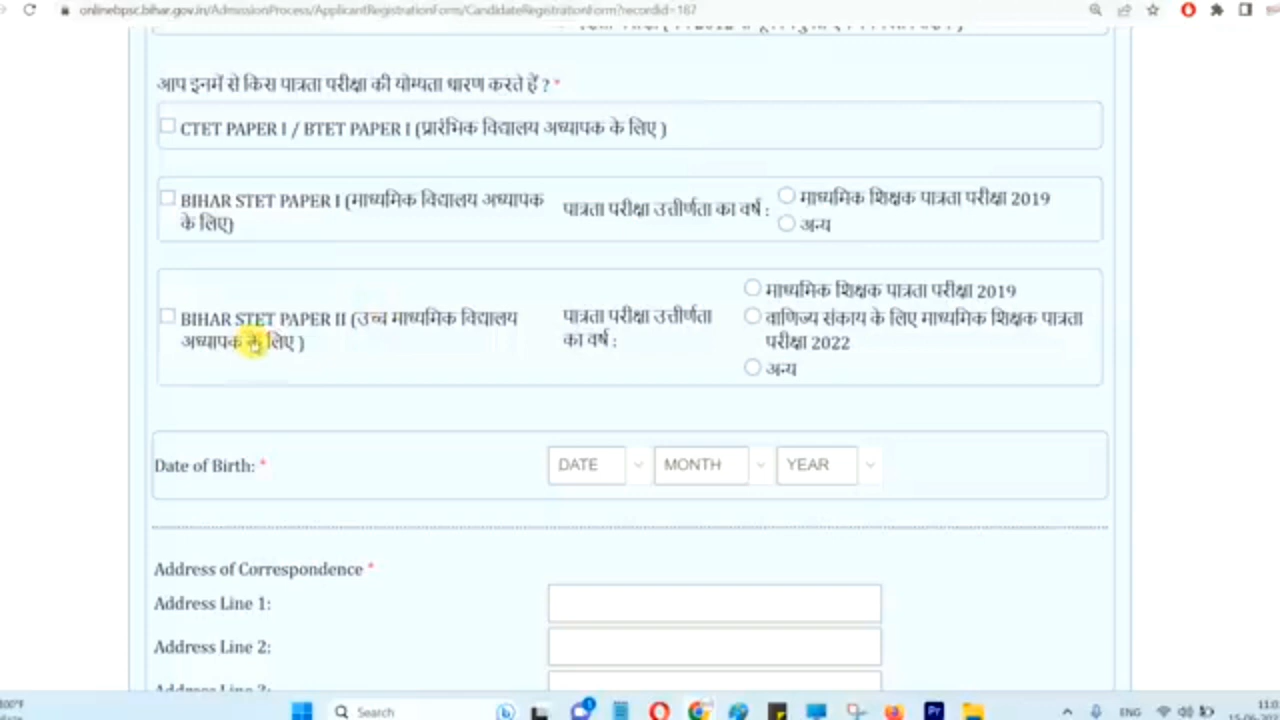 onlinebpsc.bihar.gov.in/AdmissionProcess/ApplicantRegistrationForm/CandidateRegistrationForm?recordid=187
आप इनमें से किस पात्रता परीक्षा की योग्यता धारण करते हैं ? *
CTET PAPER I / BTET PAPER I (प्रारंभिक विद्यालय अध्यापक के लिए )
BIHAR STET PAPER I (माध्यमिक विद्यालय अध्यापक
के लिए)
पात्रता परीक्षा उत्तीर्णता का वर्ष :
माध्यमिक शिक्षक पात्रता परीक्षा 2019
अन्य
BIHAR STET PAPER II (उच्च माध्यमिक विद्यालय
अध्यापक के लिए )
पात्रता परीक्षा उत्तीर्णता
का वर्ष :
माध्यमिक शिक्षक पात्रता परीक्षा 2019
वाणिज्य संकाय के लिए माध्यमिक शिक्षक पात्रता
परीक्षा 2022
अन्य
Date of Birth: *
DATE MONTH YEAR
Address of Correspondence *
Address Line 1:
Address Line 2:
Search
ENG